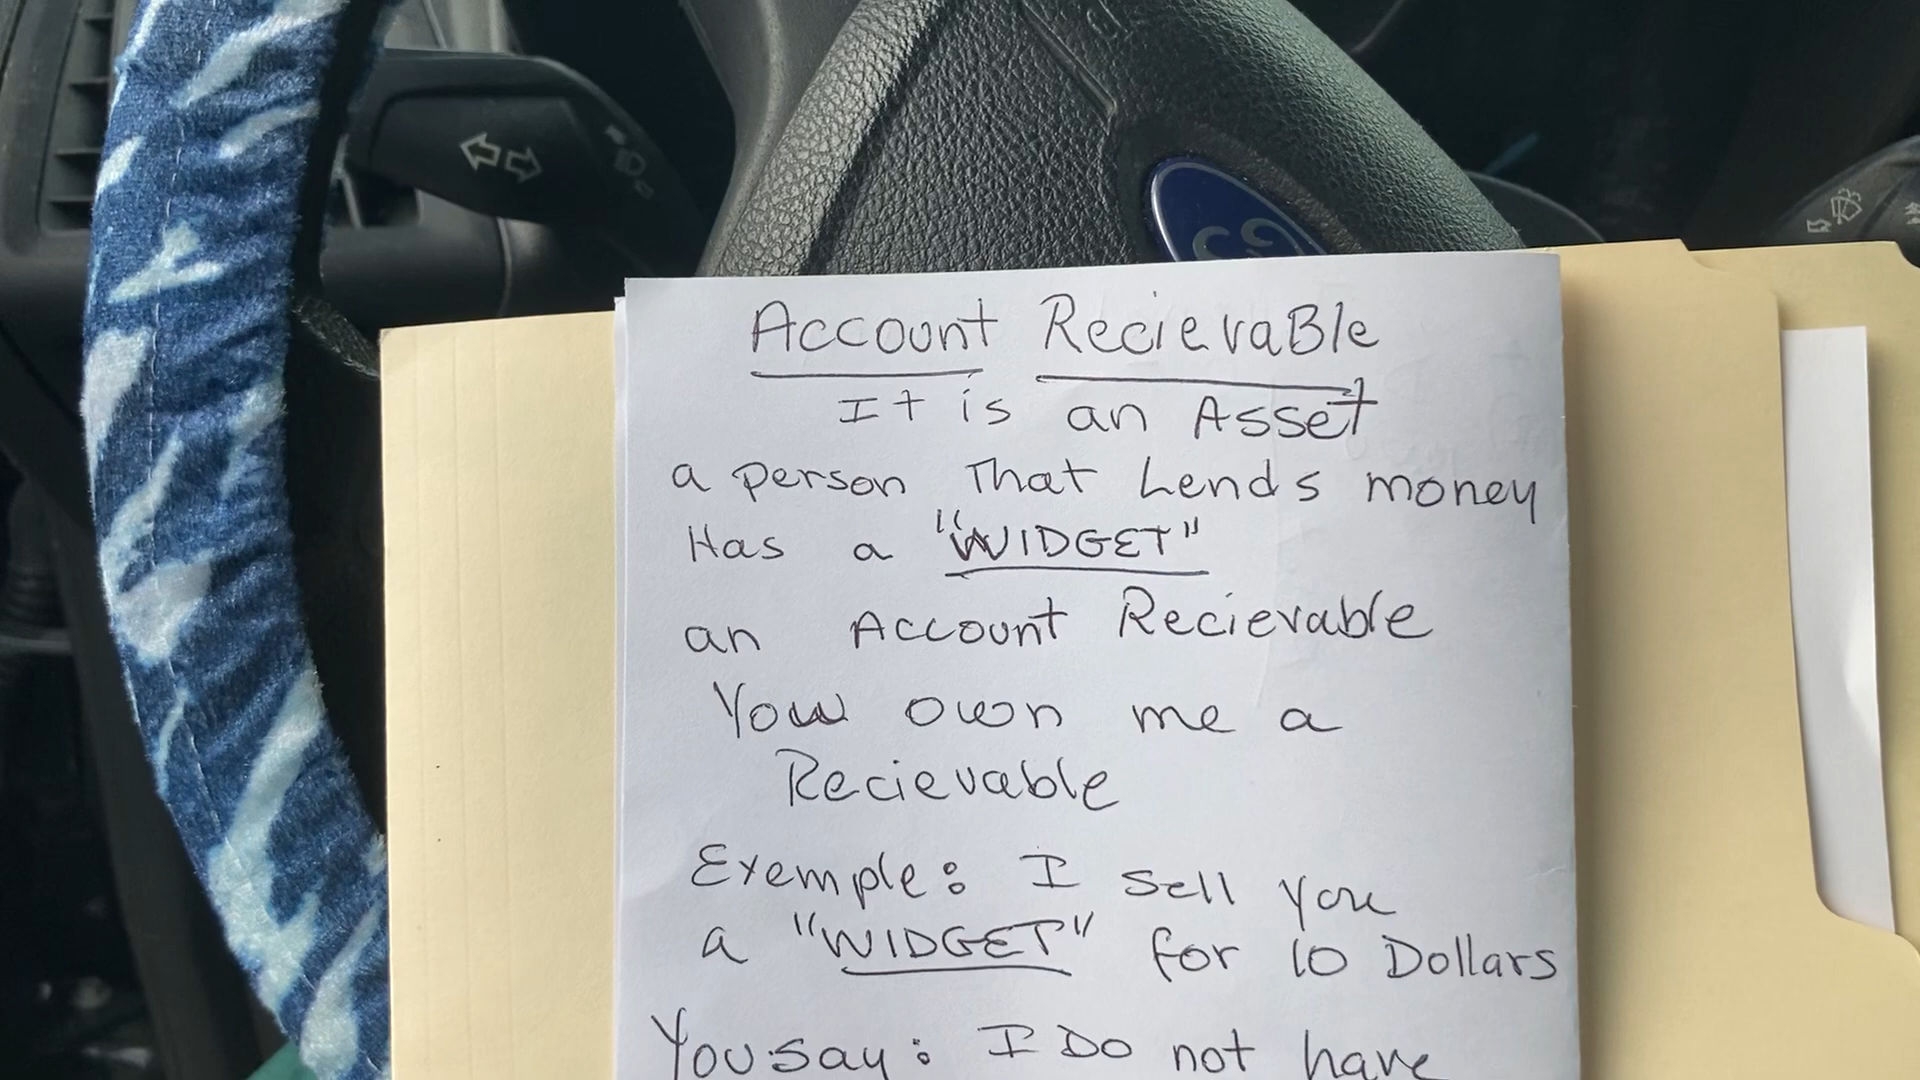 Account RecievaBle
It is an Asset
a person That Lends money
Has a "WIDGET"
an Account Recievable
You own me a
Recievable
Exemple: I sell you
a "WIDGET" for 10 Dollars
You say: I Do not have